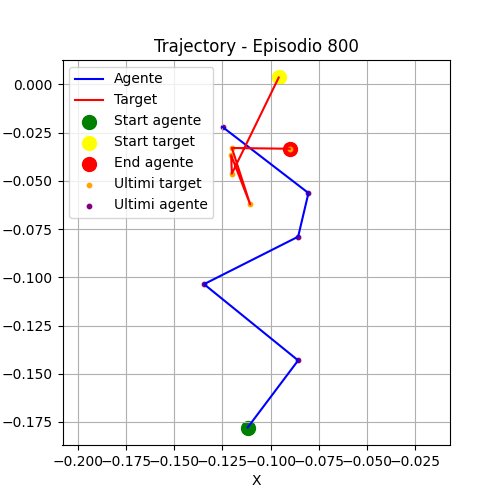 Trajectory - Episodio 800
Agente
Target
Start agente
Start target
End agente
Ultimi target
Ultimi agente
0.000
−0.025
−0.050
−0.075
−0.100
−0.125
−0.150
−0.175
−0.200 −0.175 −0.150 −0.125 −0.100 −0.075 −0.050 −0.025
X